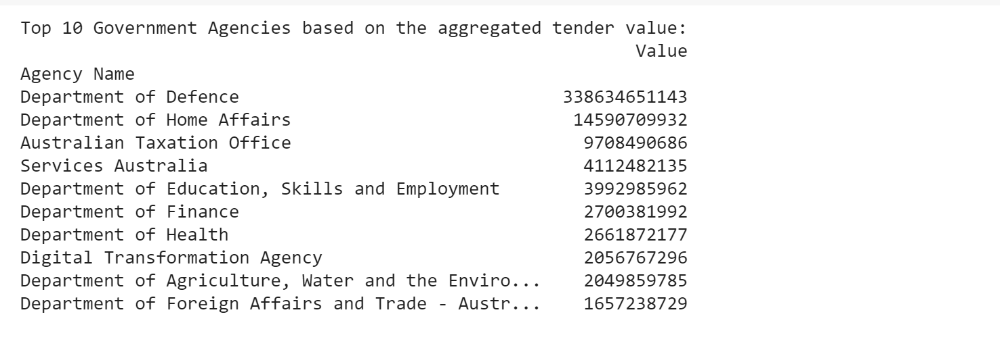 Top 10 Government Agencies based on the aggregated tender value:
Value
Agency Name
Department of Defence 338634651143
Department of Home Affairs 14590709932
Australian Taxation Office 9708490686
Services Australia 4112482135
Department of Education, Skills and Employment 3992985962
Department of Finance 2700381992
Department of Health 2661872177
Digital Transformation Agency 2056767296
Department of Agriculture, Water and the Enviro... 2049859785
Department of Foreign Affairs and Trade - Austr... 1657238729